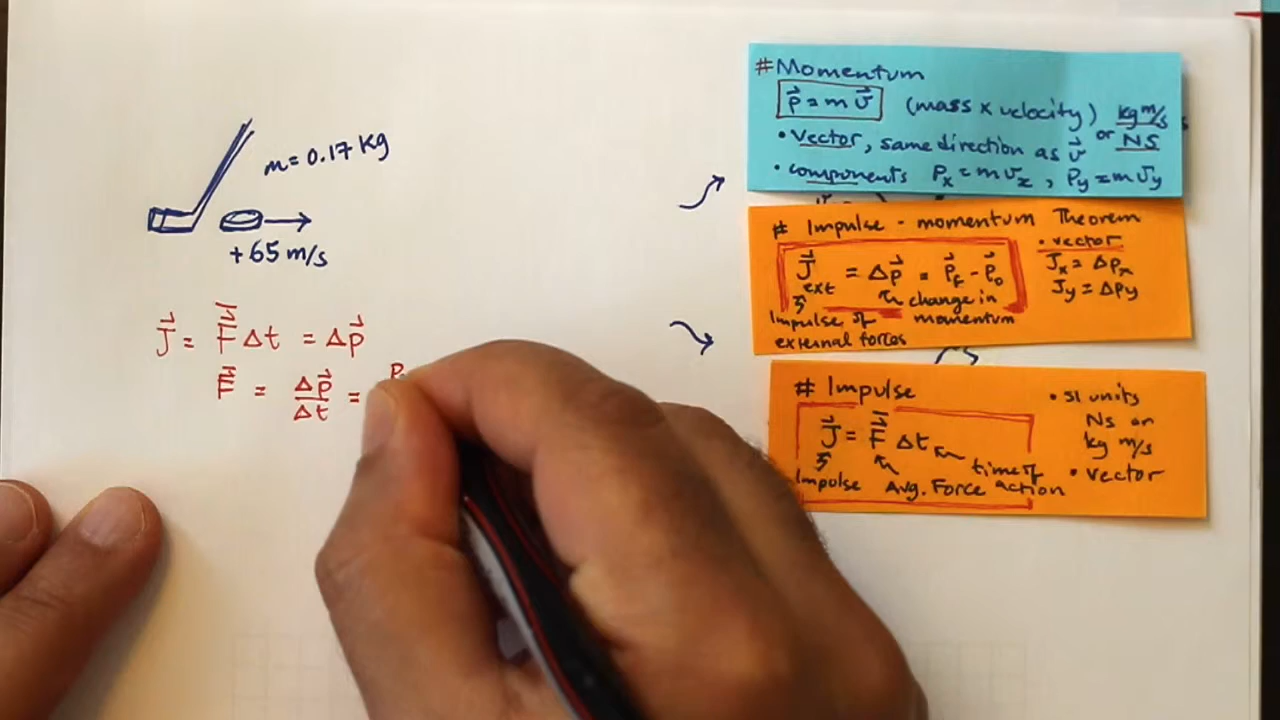 m = 0.17 kg
+65 m/s
J⃗ = F̅⃗ Δt = Δp⃗
F̅⃗ = Δp⃗/Δt = P
#Momentum
p⃗ = m v⃗ (mass x velocity) kg m/s or NS
• Vector, same direction as v⃗
• components Px = m vx, Py = m vy
# Impulse - momentum Theorem
J⃗ext = Δp⃗ = p⃗f - p⃗0
change in momentum
Impulse of external forces
• vector
Jx = Δpx
Jy = Δpy
# Impulse
J⃗ = F̅⃗ Δt
Impulse Avg. Force time of action
• SI units
Ns or
kg m/s
• vector